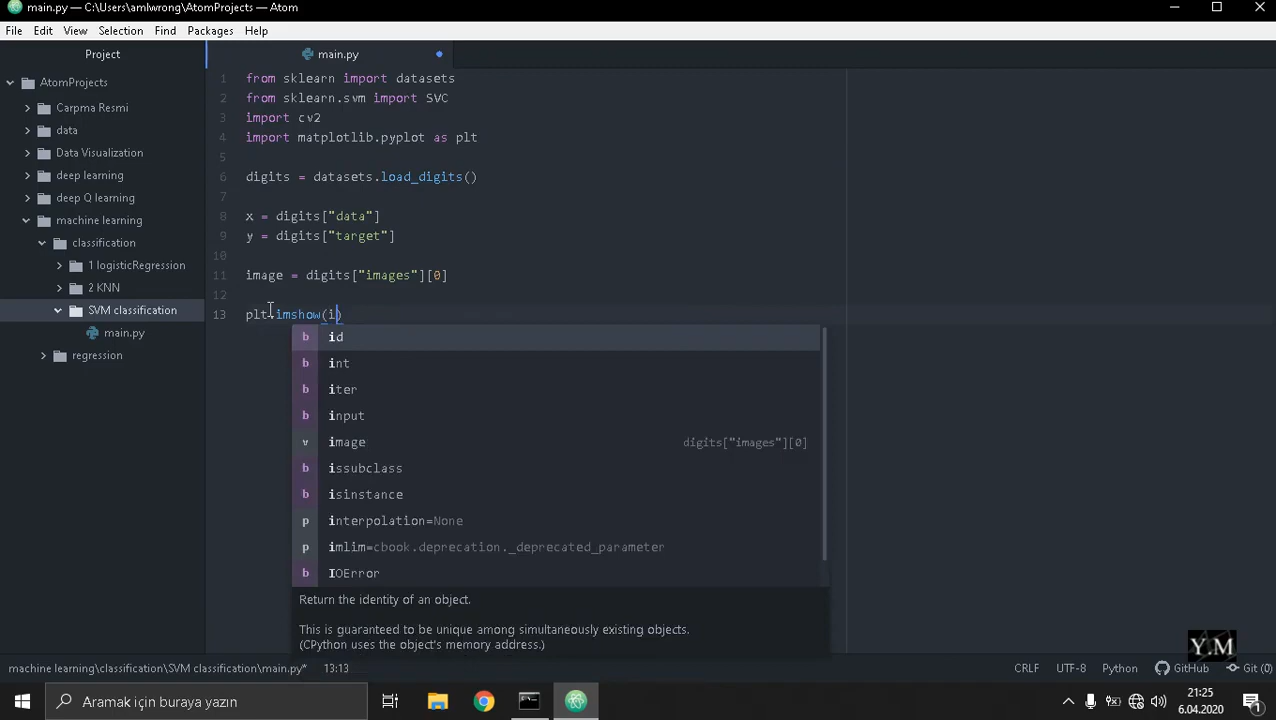 main.py — C:\Users\amlwrong\AtomProjects — Atom
File Edit View Selection Find Packages Help
Project
main.py
AtomProjects
Carpma Resmi
data
Data Visualization
deep learning
deep Q learning
machine learning
classification
1 logisticRegression
2 KNN
SVM classification
main.py
regression
1 from sklearn import datasets
2 from sklearn.svm import SVC
3 import cv2
4 import matplotlib.pyplot as plt
5
6 digits = datasets.load_digits()
7
8 x = digits["data"]
9 y = digits["target"]
10
11 image = digits["images"][0]
12
13 plt.imshow(i)
b id
b int
b iter
b input
v image digits["images"][0]
b issubclass
b isinstance
p interpolation=None
p imlim=cbook.deprecation._deprecated_parameter
b IOError
Return the identity of an object.
This is guaranteed to be unique among simultaneously existing objects.
(CPython uses the object's memory address.)
Y.M
machine learning\classification\SVM classification\main.py* 13:13 CRLF UTF-8 Python GitHub Git (0)
Aramak için buraya yazın
21:25
6.04.2020
1